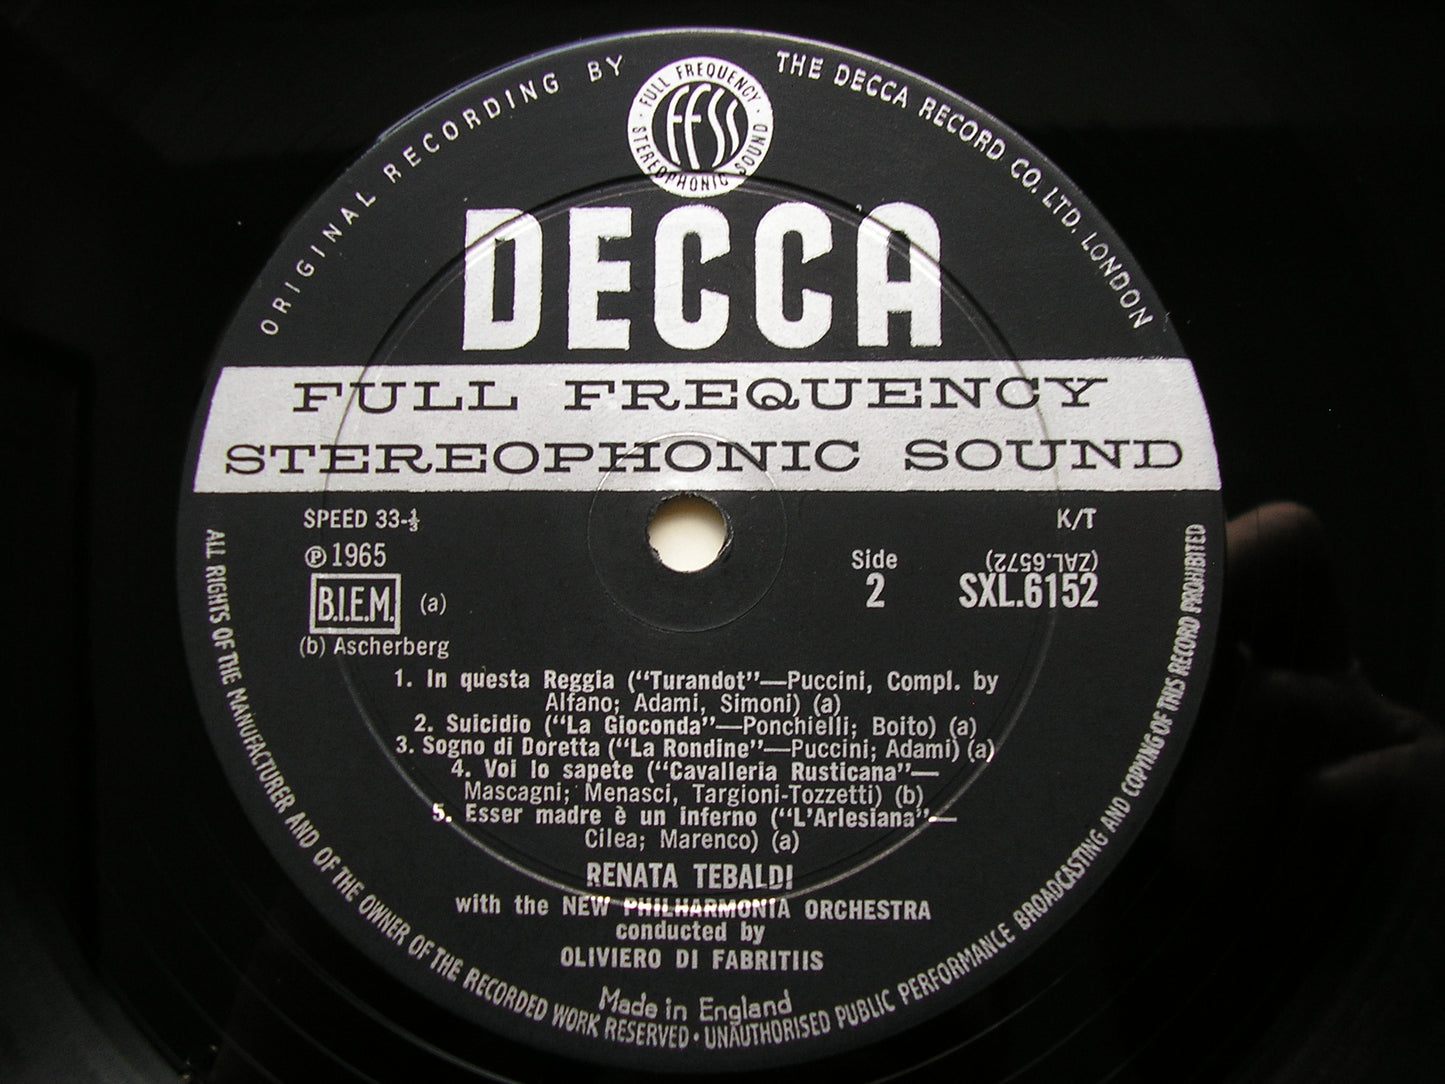 ORIGINAL RECORDING BY THE DECCA RECORD CO. LTD. LONDON
· FULL FREQUENCY · STEREOPHONIC SOUND
FFSS
DECCA
FULL FREQUENCY
STEREOPHONIC SOUND
SPEED 33-⅓
K/T
℗ 1965
Side
(ZAL.6572)
B.I.E.M. (a)
2
SXL.6152
(b) Ascherberg
1. In questa Reggia ("Turandot"—Puccini, Compl. by
Alfano; Adami, Simoni) (a)
2. Suicidio ("La Gioconda"—Ponchielli; Boito) (a)
3. Sogno di Doretta ("La Rondine"—Puccini; Adami) (a)
4. Voi lo sapete ("Cavalleria Rusticana"—
Mascagni; Menasci, Targioni-Tozzetti) (b)
5. Esser madre è un inferno ("L'Arlesiana"—
Cilea; Marenco) (a)
RENATA TEBALDI
with the NEW PHILHARMONIA ORCHESTRA
conducted by
OLIVIERO DI FABRITIIS
Made in England
ALL RIGHTS OF THE MANUFACTURER AND OF THE OWNER OF THE RECORDED WORK RESERVED · UNAUTHORISED PUBLIC PERFORMANCE BROADCASTING AND COPYING OF THIS RECORD PROHIBITED